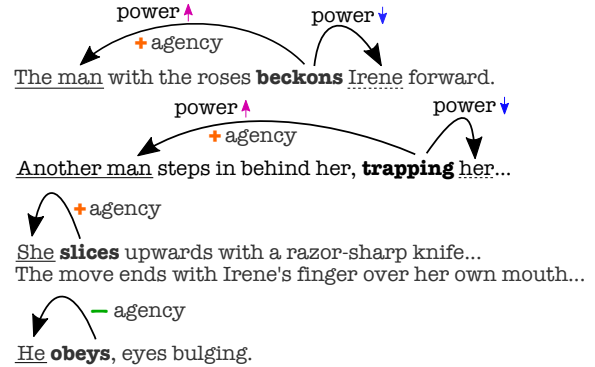 power power
+ agency
The man with the roses beckons Irene forward.
power power
+ agency
Another man steps in behind her, trapping her...
+ agency
She slices upwards with a razor-sharp knife...
The move ends with Irene's finger over her own mouth...
– agency
He obeys, eyes bulging.